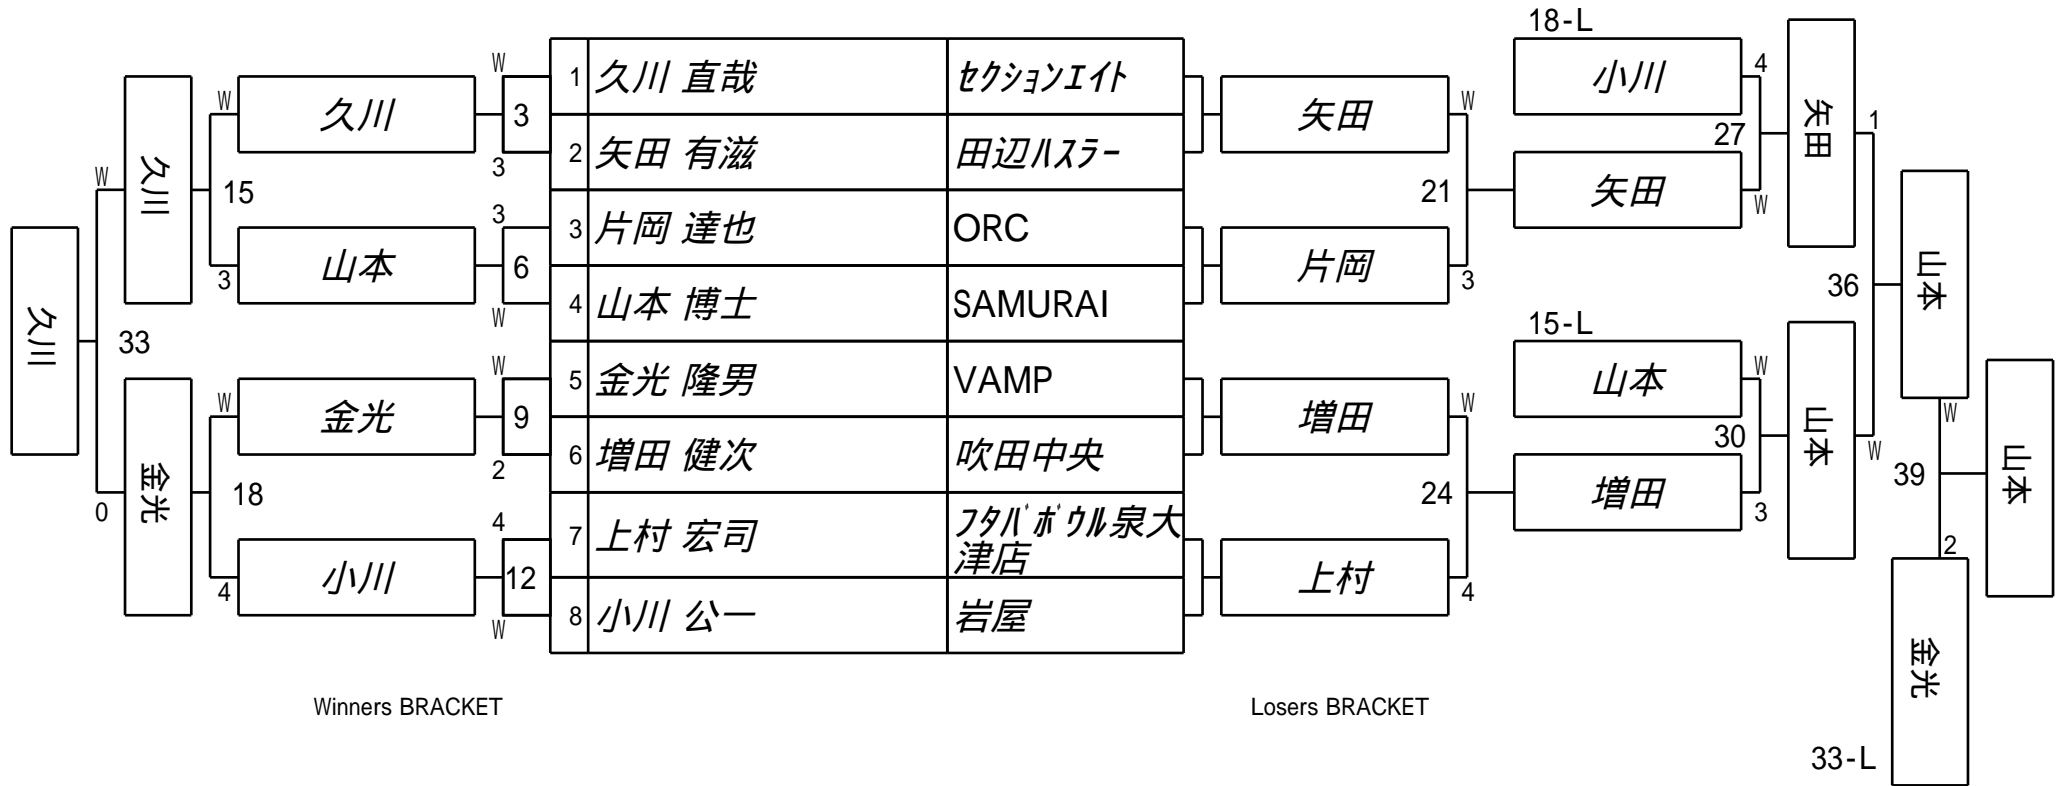 18-L
W
1 久川 直哉 セクションエイト
小川
4
W
久川
3
矢田
W
矢田
1
久川
3
2 矢田 有滋 田辺ハスラー
27
W
15
21
矢田
W
3
3 片岡 達也 ORC
山本
3
6
片岡
3
山本
36
W
4 山本 博士 SAMURAI
15-L
久川
33
W
5 金光 隆男 VAMP
山本
W
W
金光
9
増田
W
30
山本
W
W
2
6 増田 健次 吹田中央
金光
0
18
24
増田
3
39
山本
4
7 上村 宏司 フタバボウル泉大
津店
小川
4
12
上村
4
2
W
8 小川 公一 岩屋
金光
Winners BRACKET
Losers BRACKET
33-L